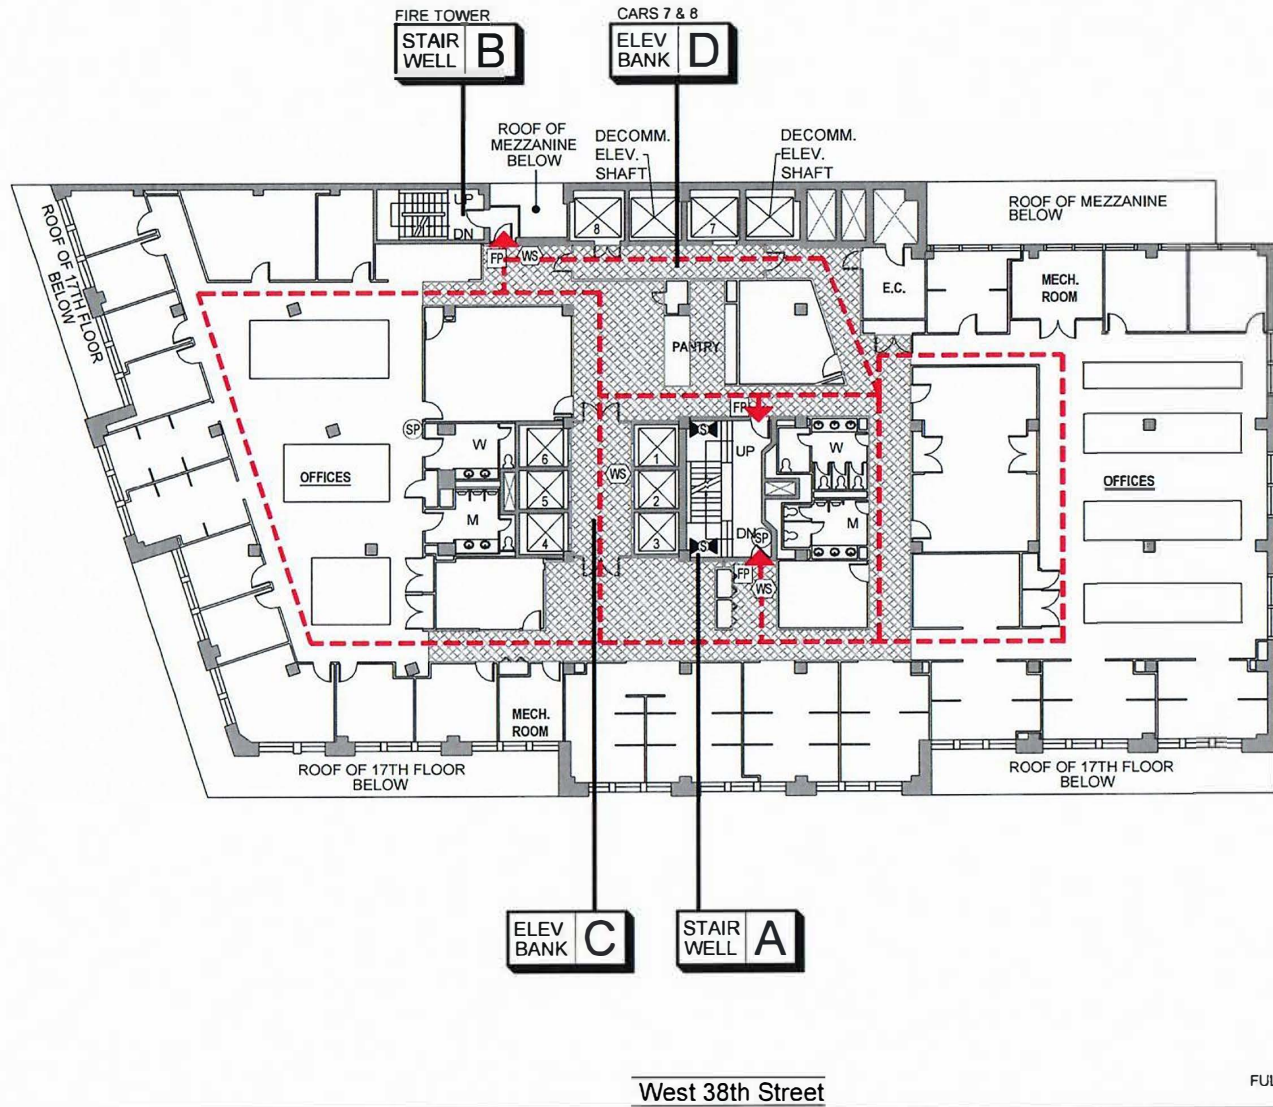 FIRE TOWER
STAIR
WELL
B
CARS 7 & 8
ELEV
BANK
D
ROOF OF
MEZZANINE
BELOW
DECOMM.
ELEV.
SHAFT
DECOMM.
ELEV.
SHAFT
ROOF OF 17TH FLOOR
BELOW
UP
DN
8
7
ROOF OF MEZZANINE
BELOW
FP
WS
E.C.
MECH.
ROOM
PANTRY
FP
SP
W
6
1
S
UP
W
OFFICES
5
WS
2
OFFICES
M
4
3
S
DN
SP
M
FP
WS
MECH.
ROOM
ROOF OF 17TH FLOOR
BELOW
ROOF OF 17TH FLOOR
BELOW
ELEV
BANK
C
STAIR
WELL
A
West 38th Street